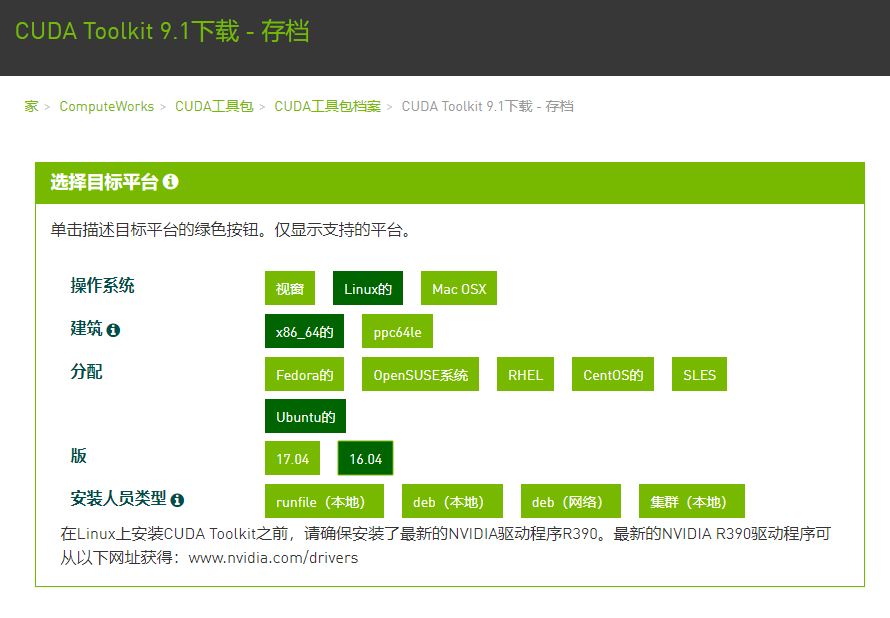 CUDA Toolkit 9.1下载 - 存档
家 > ComputeWorks > CUDA工具包 > CUDA工具包档案 > CUDA Toolkit 9.1下载 - 存档
选择目标平台
单击描述目标平台的绿色按钮。仅显示支持的平台。
操作系统 视窗 Linux的 Mac OSX
建筑 x86_64的 ppc64le
分配 Fedora的 OpenSUSE系统 RHEL CentOS的 SLES
Ubuntu的
版 17.04 16.04
安装人员类型 runfile（本地） deb（本地） deb（网络） 集群（本地）
在Linux上安装CUDA Toolkit之前，请确保安装了最新的NVIDIA驱动程序R390。最新的NVIDIA R390驱动程序可
从以下网址获得：www.nvidia.com/drivers